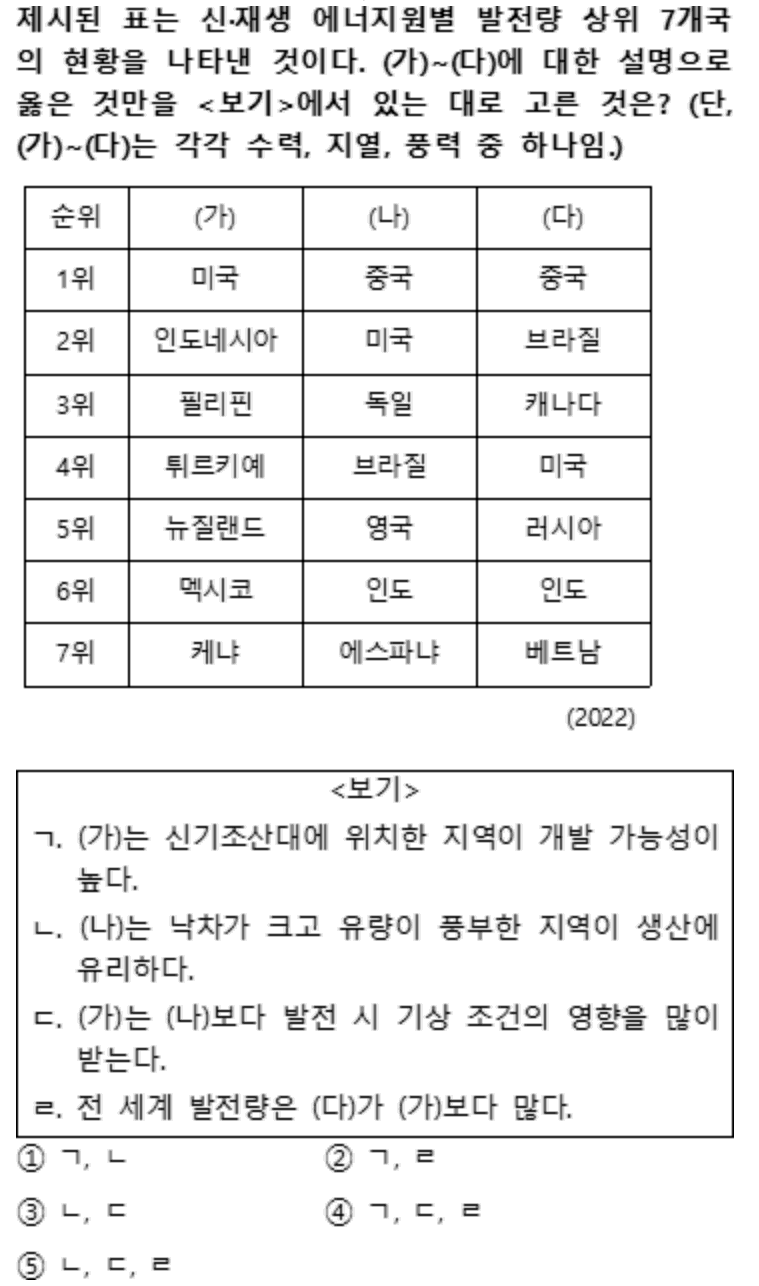 제시된 표는 신·재생 에너지원별 발전량 상위 7개국
의 현황을 나타낸 것이다. (가)~(다)에 대한 설명으로
옳은 것만을 <보기>에서 있는 대로 고른 것은? (단,
(가)~(다)는 각각 수력, 지열, 풍력 중 하나임.)
순위 (가) (나) (다)
1위 미국 중국 중국
2위 인도네시아 미국 브라질
3위 필리핀 독일 캐나다
4위 튀르키예 브라질 미국
5위 뉴질랜드 영국 러시아
6위 멕시코 인도 인도
7위 케냐 에스파냐 베트남
(2022)
<보기>
ㄱ. (가)는 신기조산대에 위치한 지역이 개발 가능성이
높다.
ㄴ. (나)는 낙차가 크고 유량이 풍부한 지역이 생산에
유리하다.
ㄷ. (가)는 (나)보다 발전 시 기상 조건의 영향을 많이
받는다.
ㄹ. 전 세계 발전량은 (다)가 (가)보다 많다.
① ㄱ, ㄴ ② ㄱ, ㄹ
③ ㄴ, ㄷ ④ ㄱ, ㄷ, ㄹ
⑤ ㄴ, ㄷ, ㄹ